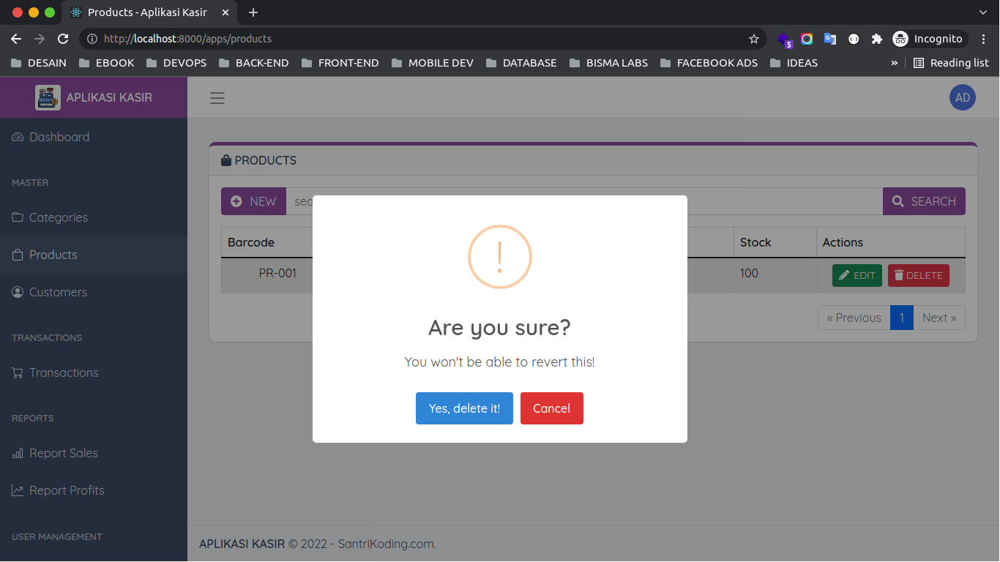 Products - Aplikasi Kasir
http://localhost:8000/apps/products
5
Incognito
DESAIN EBOOK DEVOPS BACK-END FRONT-END MOBILE DEV DATABASE BISMA LABS FACEBOOK ADS IDEAS » Reading list
APLIKASI KASIR
AD
Dashboard
MASTER
Categories
Products
Customers
TRANSACTIONS
Transactions
REPORTS
Report Sales
Report Profits
USER MANAGEMENT
PRODUCTS
NEW
SEARCH
Barcode Stock Actions
PR-001 100 EDIT DELETE
« Previous 1 Next »
!
Are you sure?
You won't be able to revert this!
Yes, delete it! Cancel
APLIKASI KASIR © 2022 - SantriKoding.com.